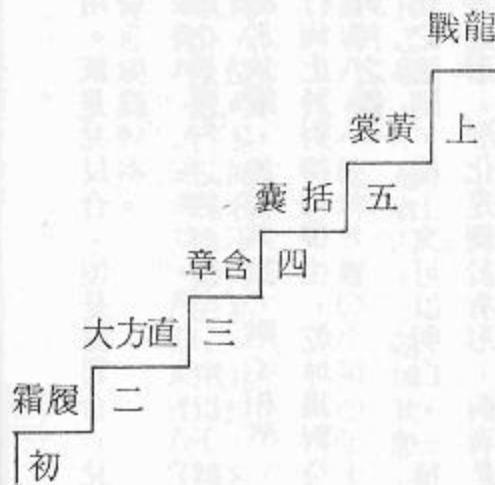 龍戰
上
黃裳
五
括囊
四
含章
三
直方大
二
履霜
初